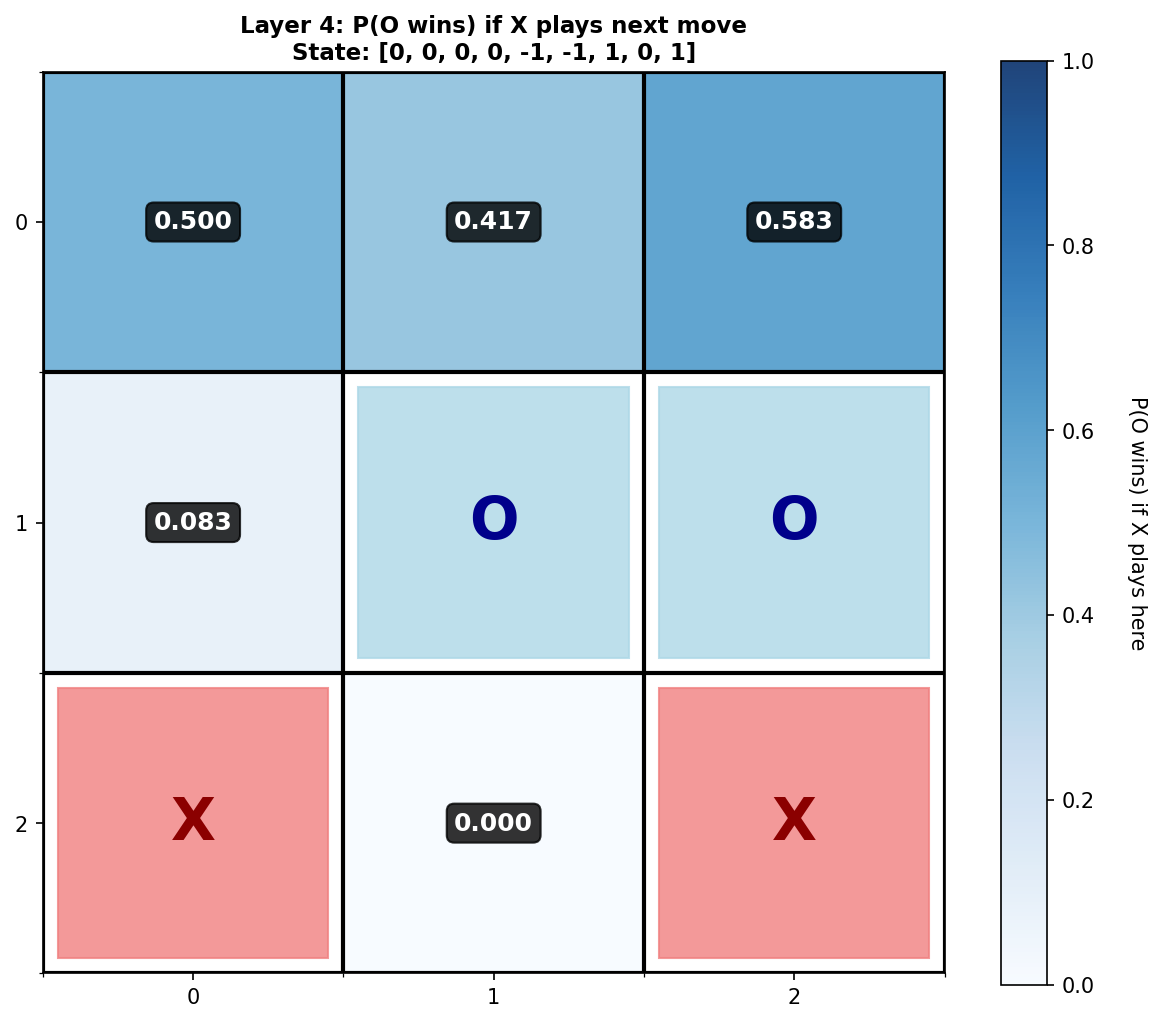 Layer 4: P(O wins) if X plays next move
State: [0, 0, 0, 0, -1, -1, 1, 0, 1]
0
0.500
0.417
0.583
1
0.083
O
O
2
X
0.000
X
0
1
2
1.0
0.8
0.6
0.4
0.2
0.0
P(O wins) if X plays here